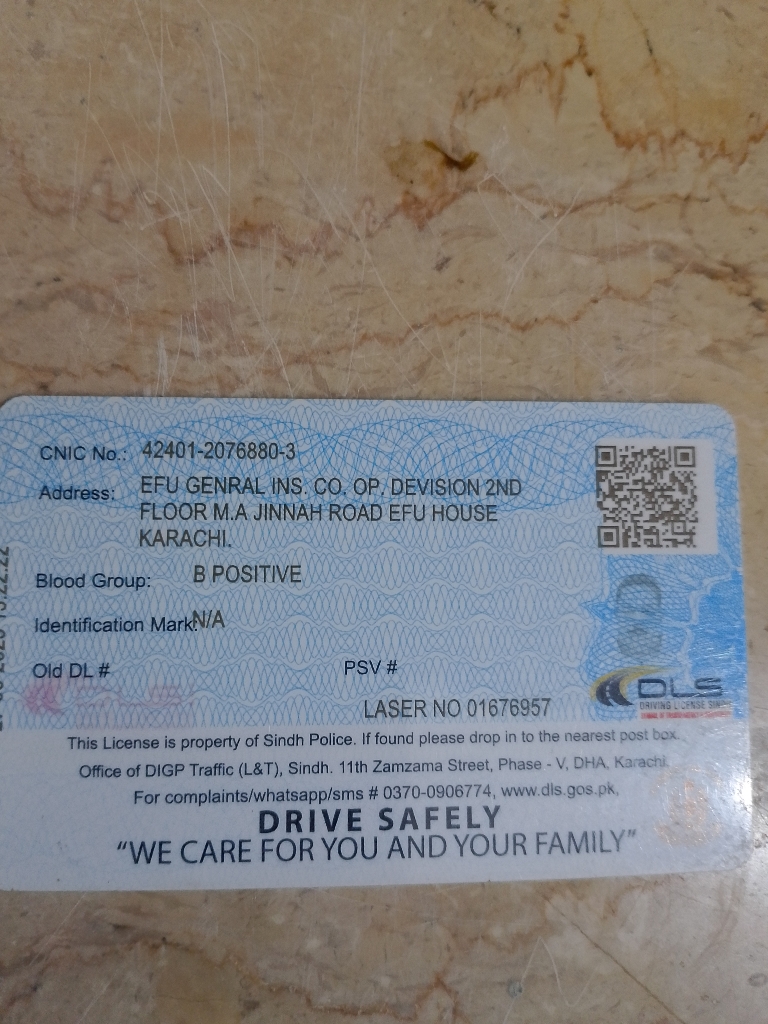 CNIC No.: 42401-2076880-3
Address: EFU GENRAL INS. CO. OP. DEVISION 2ND
FLOOR M.A JINNAH ROAD EFU HOUSE
KARACHI.
Blood Group: B POSITIVE
Identification Mark: N/A
Old DL # PSV #
DLS
DRIVING LICENSE SINDH
LASER NO 01676957
This License is property of Sindh Police. If found please drop in to the nearest post box.
Office of DIGP Traffic (L&T), Sindh. 11th Zamzama Street, Phase - V, DHA, Karachi.
For complaints/whatsapp/sms # 0370-0906774, www.dls.gos.pk,
DRIVE SAFELY
“WE CARE FOR YOU AND YOUR FAMILY”